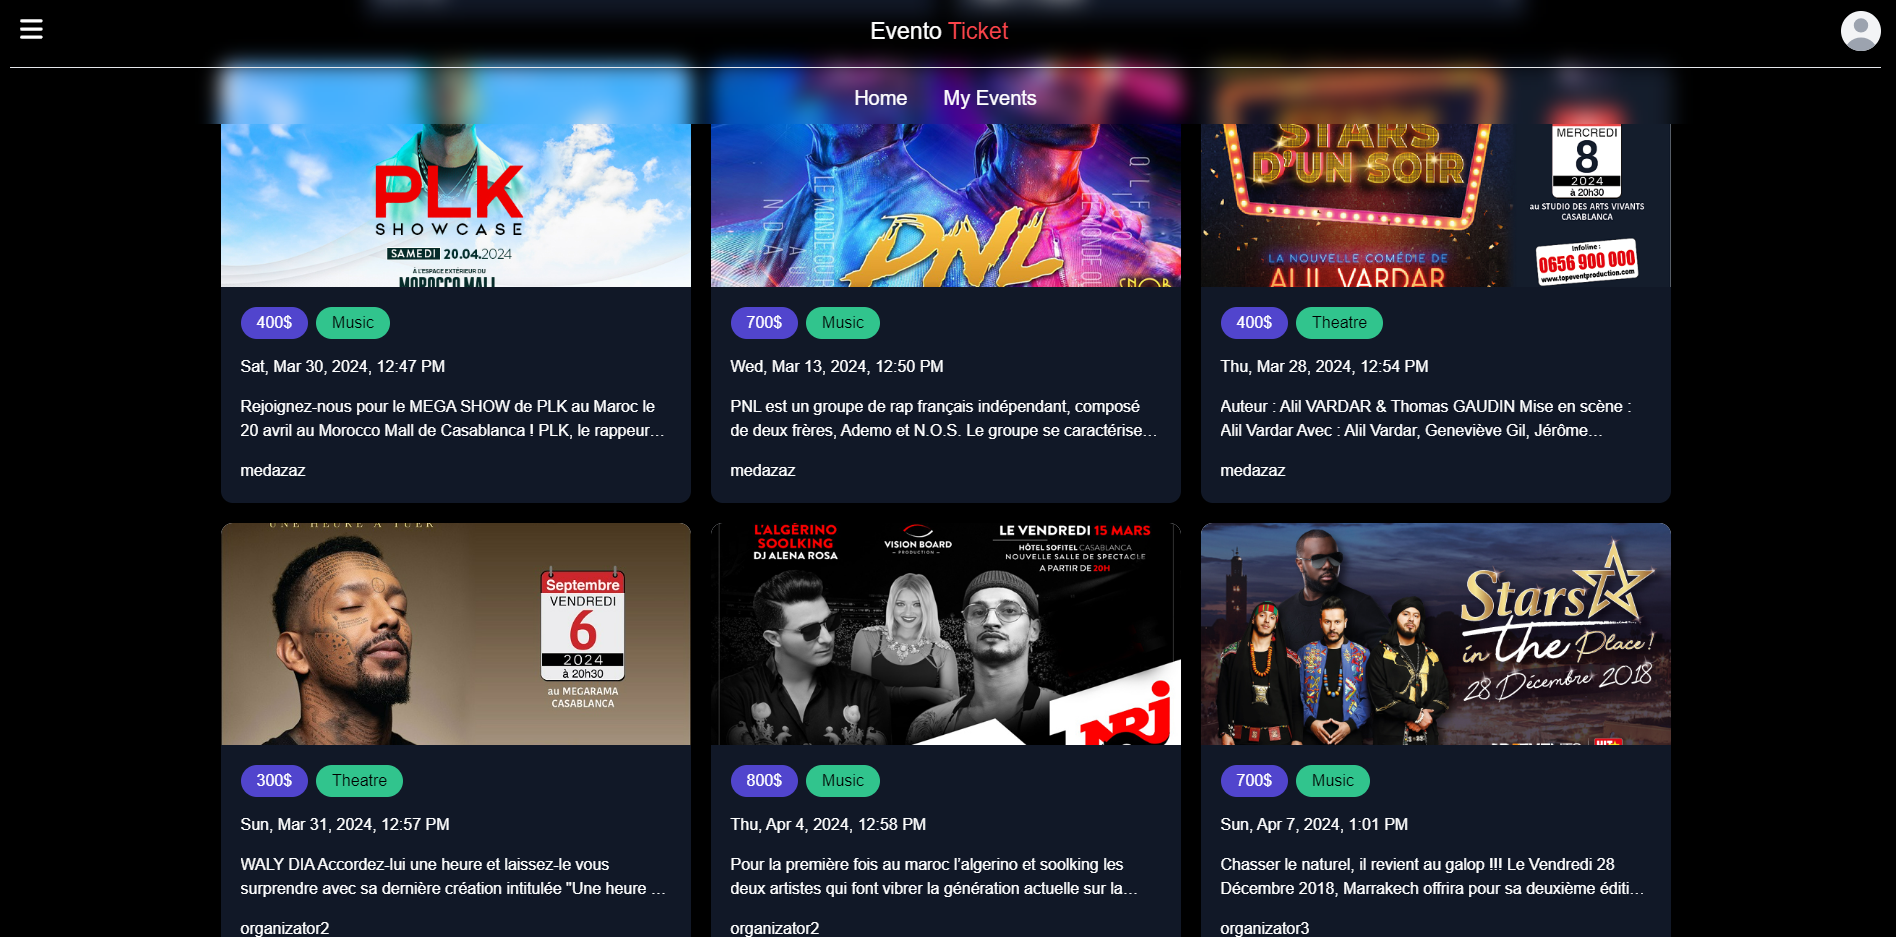 Evento Ticket
Home
My Events
PLK
SHOWCASE
SAMEDI 20.04.2024
À L'ESPACE EXTÉRIEUR DU
MOROCCO MALL
400$
Music
Sat, Mar 30, 2024, 12:47 PM
Rejoignez-nous pour le MEGA SHOW de PLK au Maroc le
20 avril au Morocco Mall de Casablanca ! PLK, le rappeur...
medazaz
PNL
700$
Music
Wed, Mar 13, 2024, 12:50 PM
PNL est un groupe de rap français indépendant, composé
de deux frères, Ademo et N.O.S. Le groupe se caractérise...
medazaz
STARS
D'UN SOIR
LA NOUVELLE COMÉDIE DE
ALIL VARDAR
MERCREDI
8
2024
à 20h30
au STUDIO DES ARTS VIVANTS
CASABLANCA
Infoline :
0656 900 000
www.topeventproduction.com
400$
Theatre
Thu, Mar 28, 2024, 12:54 PM
Auteur : Alil VARDAR & Thomas GAUDIN Mise en scène :
Alil Vardar Avec : Alil Vardar, Geneviève Gil, Jérôme...
medazaz
UNE HEURE À TUER
Septembre
VENDREDI
6
2024
à 20h30
au MEGARAMA
CASABLANCA
300$
Theatre
Sun, Mar 31, 2024, 12:57 PM
WALY DIA Accordez-lui une heure et laissez-le vous
surprendre avec sa dernière création intitulée "Une heure ...
organizator2
L'ALGÉRINO
SOOLKING
DJ ALENA ROSA
VISION BOARD
PRODUCTION
LE VENDREDI 15 MARS
HÔTEL SOFITEL CASABLANCA
NOUVELLE SALLE DE SPECTACLE
A PARTIR DE 20H
NRJ
800$
Music
Thu, Apr 4, 2024, 12:58 PM
Pour la première fois au maroc l'algerino et soolking les
deux artistes qui font vibrer la génération actuelle sur la...
organizator2
Stars
in the Place !
28 Décembre 2018
700$
Music
Sun, Apr 7, 2024, 1:01 PM
Chasser le naturel, il revient au galop !!! Le Vendredi 28
Décembre 2018, Marrakech offrira pour sa deuxième éditi...
organizator3